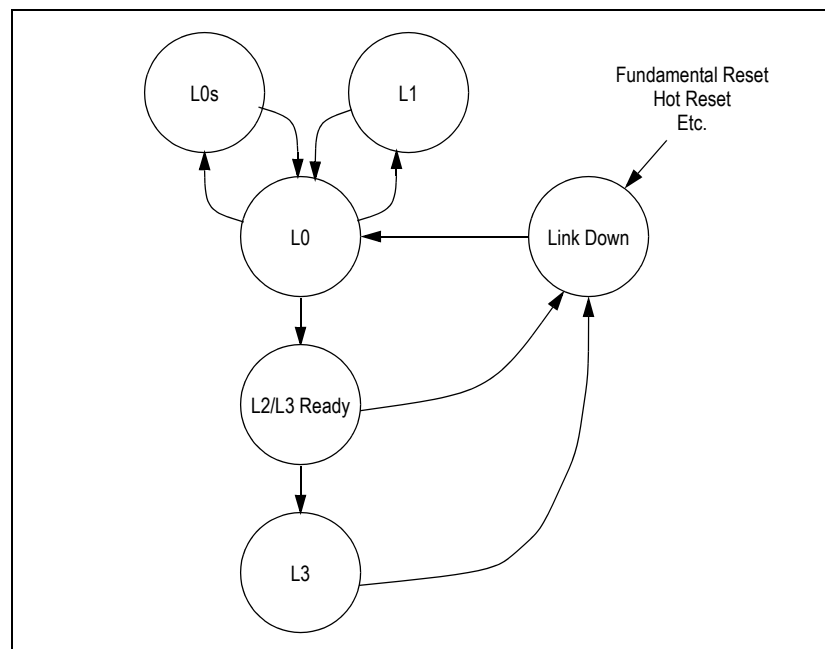 L0s
L1
Fundamental Reset
Hot Reset
Etc.
L0
Link Down
L2/L3 Ready
L3